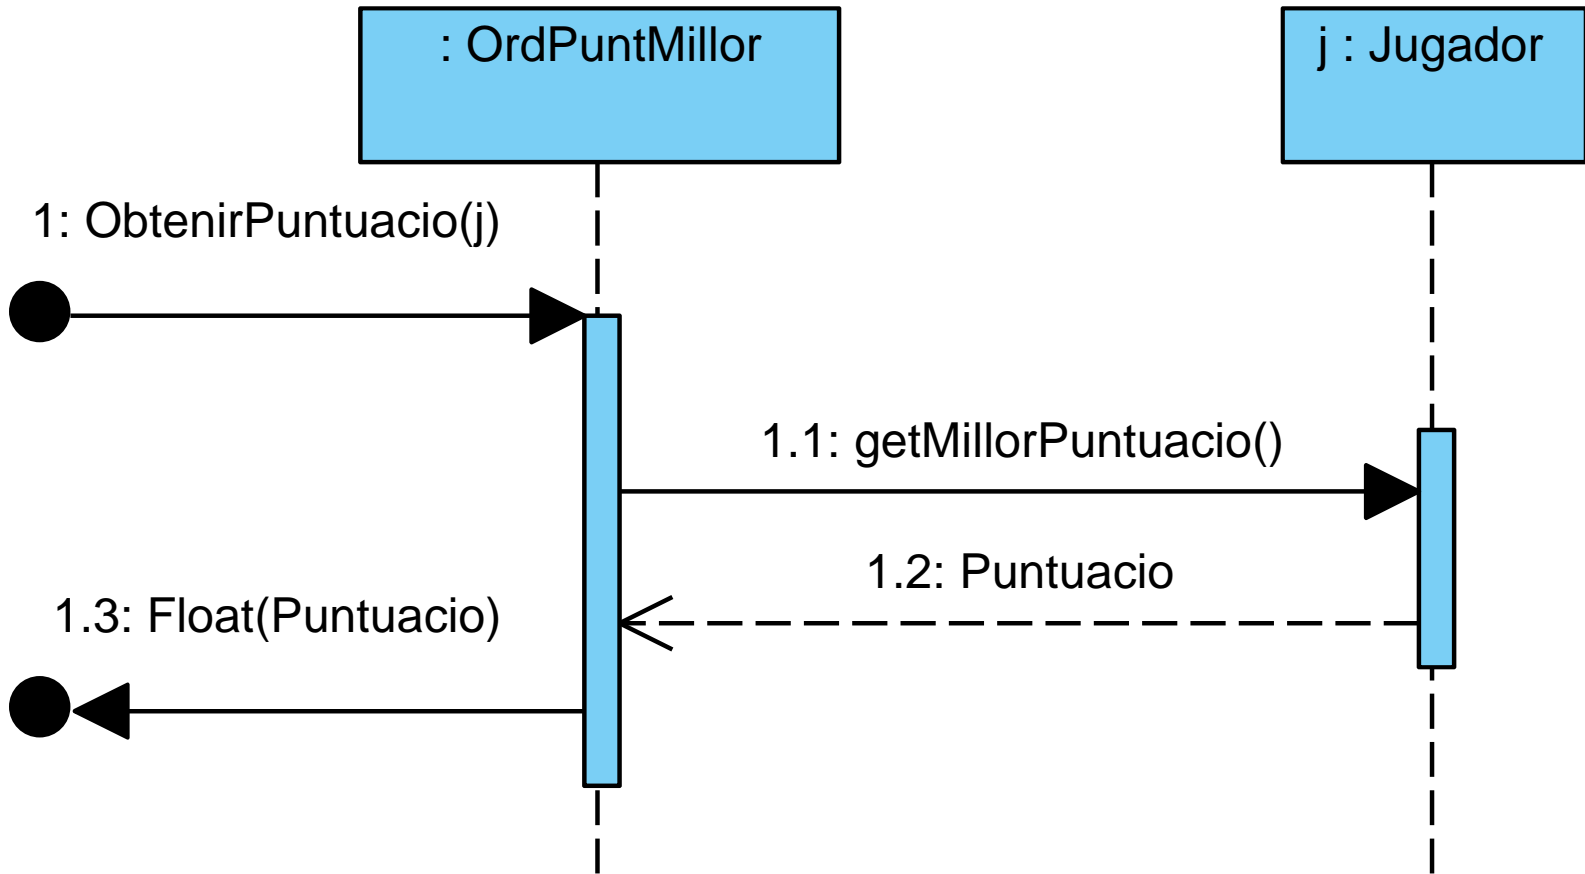 : OrdPuntMillor
j : Jugador
1: ObtenirPuntuacio(j)
1.1: getMillorPuntuacio()
1.2: Puntuacio
1.3: Float(Puntuacio)